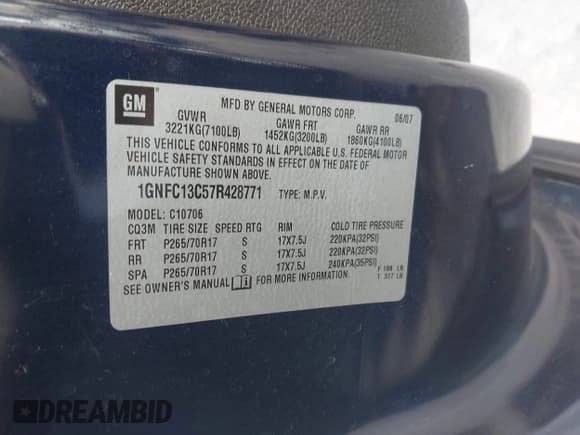 GM
MFD BY GENERAL MOTORS CORP. 06/07
GVWR GAWR FRT GAWR RR
3221KG(7100LB) 1452KG(3200LB) 1860KG(4100LB)
THIS VEHICLE CONFORMS TO ALL APPLICABLE U.S. FEDERAL MOTOR
VEHICLE SAFETY STANDARDS IN EFFECT ON THE DATE OF
MANUFACTURE SHOWN ABOVE.
1GNFC13C57R428771 TYPE: M.P.V.
MODEL: C10706
CQ3M TIRE SIZE SPEED RTG RIM COLD TIRE PRESSURE
FRT P265/70R17 S 17X7.5J 220KPA(32PSI)
RR P265/70R17 S 17X7.5J 220KPA(32PSI)
SPA P265/70R17 S 17X7.5J 240KPA(35PSI) F 198 LB
SEE OWNER'S MANUAL FOR MORE INFORMATION. T 317 LB
DREAMBID